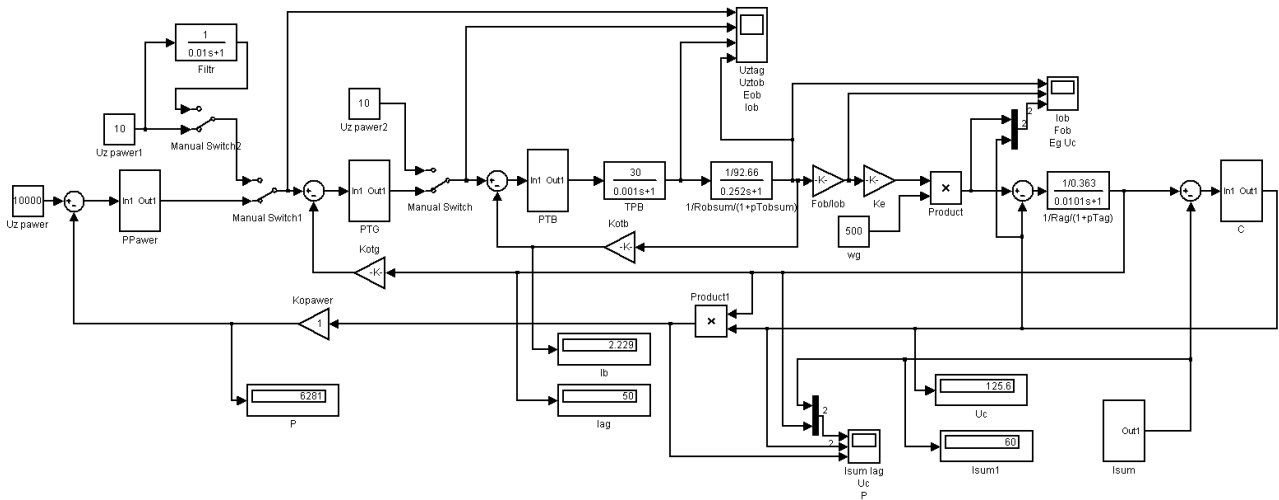 1
0.01s+1
Filtr
10
Uz pawer1
Manual Switch2
10
Uz pawer2
Uztag
Uztob
Eob
Iob
Iob
Fob
Eg Uc
2
2
10000
Uz pawer
In1 Out1
PPawer
Manual Switch1
In1 Out1
PTG
Manual Switch
In1 Out1
PTB
30
0.001s+1
TPB
1/92.66
0.252s+1
1/Robsum/(1+pTobsum)
-K-
Fob/Iob
-K-
Ke
×
Product
500
wg
1/0.363
0.0101s+1
1/Rag/(1+pTag)
In1 Out1
C
Kotb
-K-
Kotg
-K-
Kopawer
1
Product1
×
2.229
Ib
6281
P
50
Iag
125.6
Uc
60
Isum1
Out1
Isum
2
2
Isum Iag
Uc
P